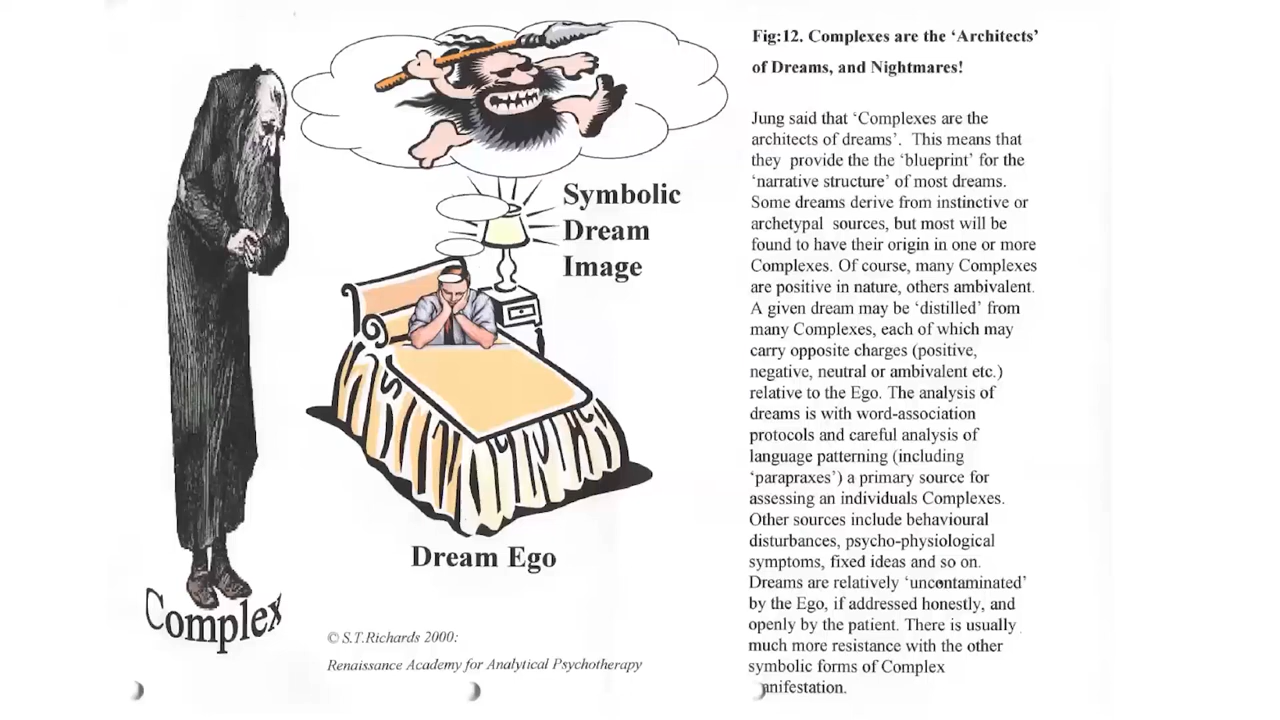 Fig:12. Complexes are the ‘Architects’
of Dreams, and Nightmares!
Jung said that ‘Complexes are the
architects of dreams’. This means that
they provide the the ‘blueprint’ for the
‘narrative structure’ of most dreams.
Some dreams derive from instinctive or
archetypal sources, but most will be
found to have their origin in one or more
Complexes. Of course, many Complexes
are positive in nature, others ambivalent.
A given dream may be ‘distilled’ from
many Complexes, each of which may
carry opposite charges (positive,
negative, neutral or ambivalent etc.)
relative to the Ego. The analysis of
dreams is with word-association
protocols and careful analysis of
language patterning (including
‘parapraxes’) a primary source for
assessing an individuals Complexes.
Other sources include behavioural
disturbances, psycho-physiological
symptoms, fixed ideas and so on.
Dreams are relatively ‘uncontaminated’
by the Ego, if addressed honestly, and
openly by the patient. There is usually
much more resistance with the other
symbolic forms of Complex
anifestation.
Symbolic
Dream
Image
Dream Ego
Complex
© S.T.Richards 2000:
Renaissance Academy for Analytical Psychotherapy